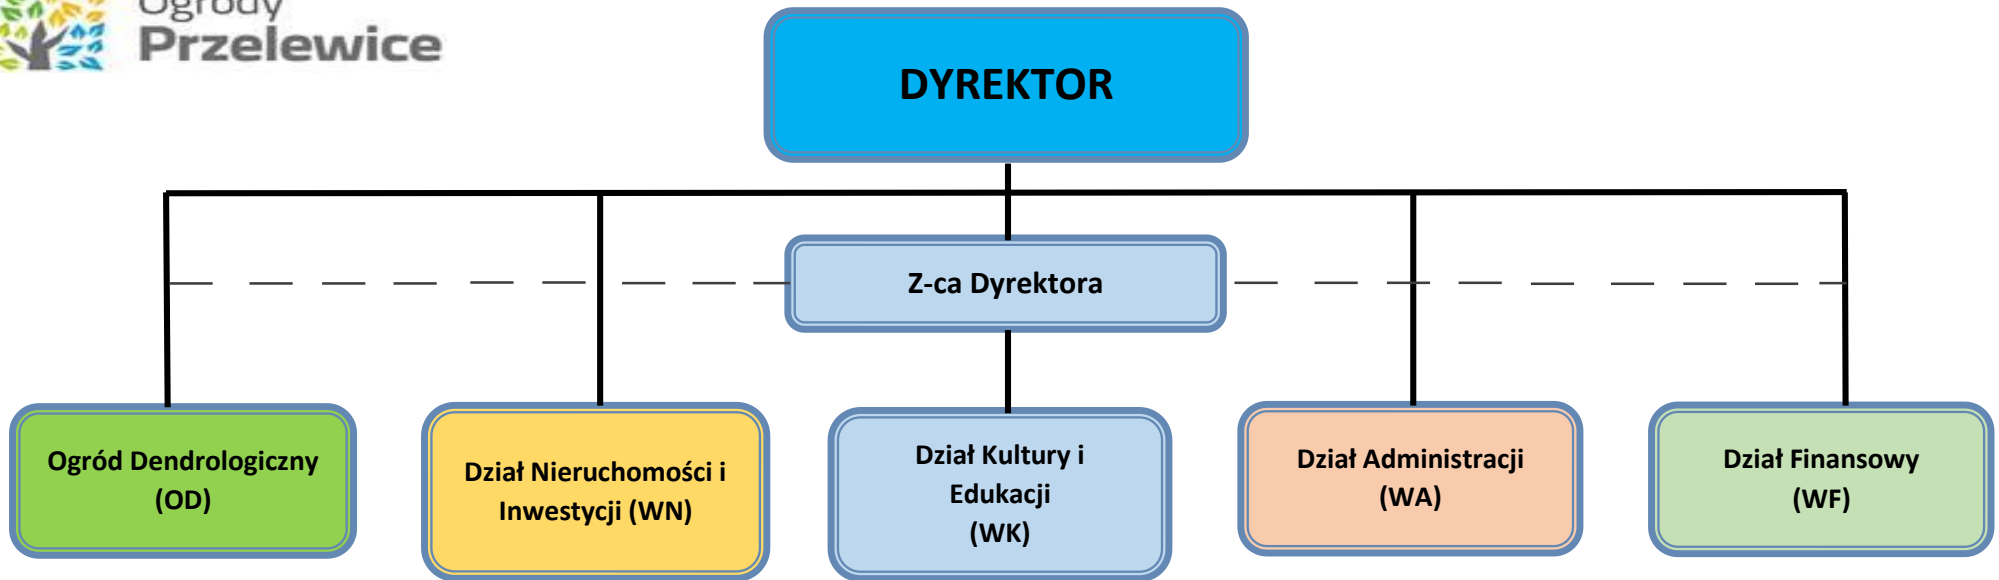 Ogrody
Przelewice
DYREKTOR
Z-ca Dyrektora
Ogród Dendrologiczny
(OD)
Dział Nieruchomości i
Inwestycji (WN)
Dział Kultury i
Edukacji
(WK)
Dział Administracji
(WA)
Dział Finansowy
(WF)